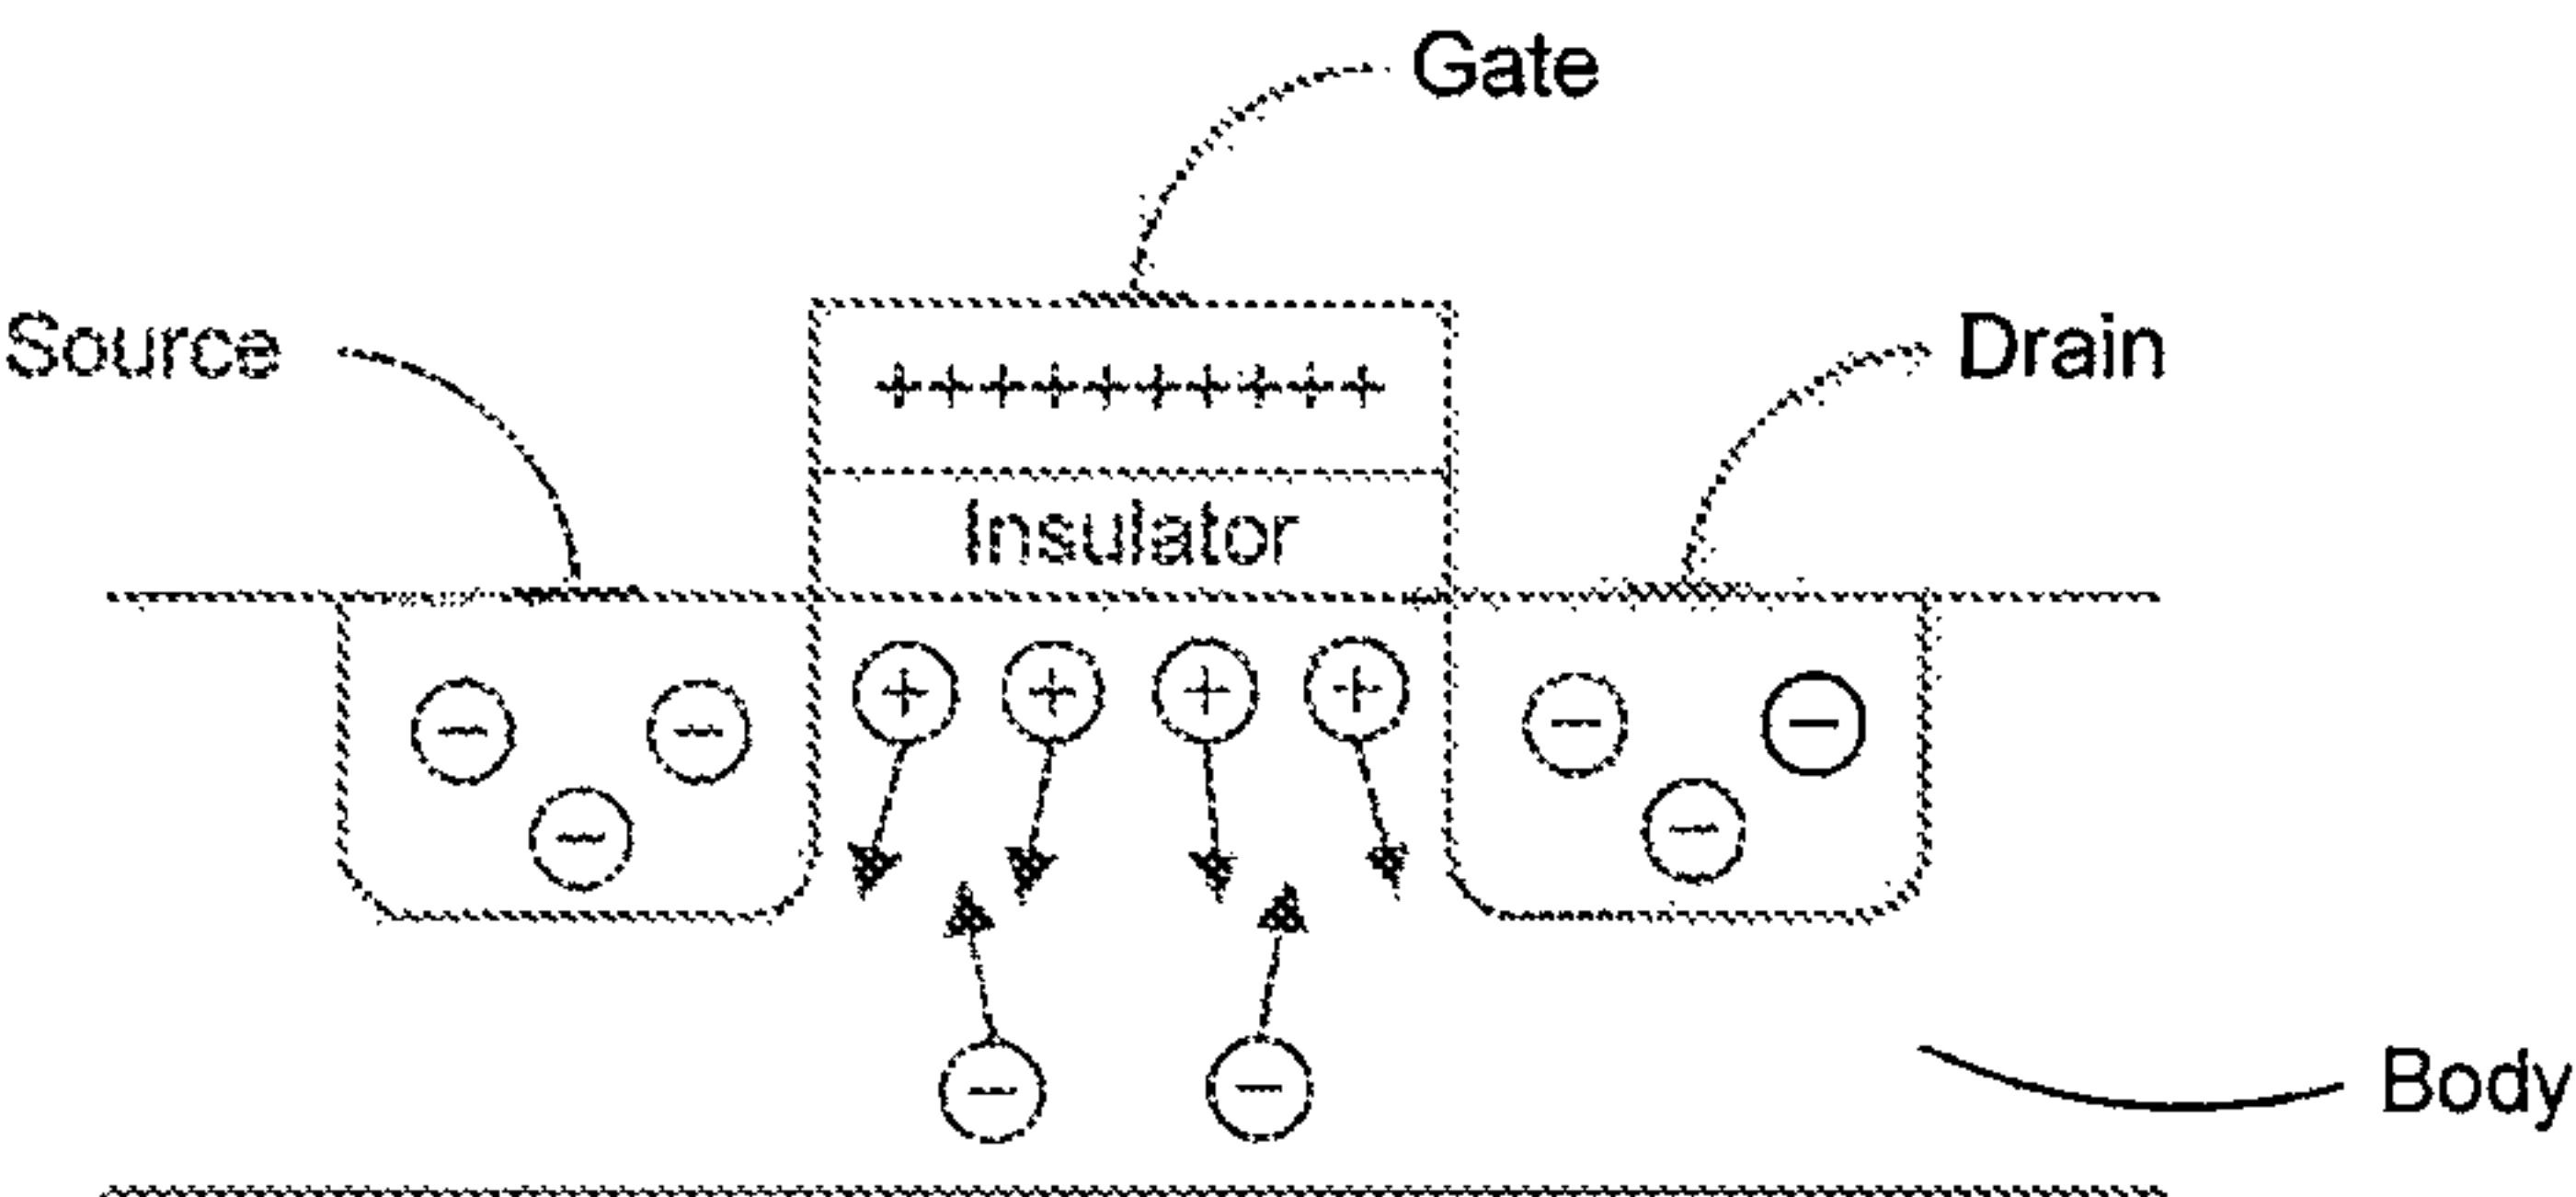 Gate
Source
Drain
++++++++++
Insulator
+ + + +
− − − −
− −
− −
Body